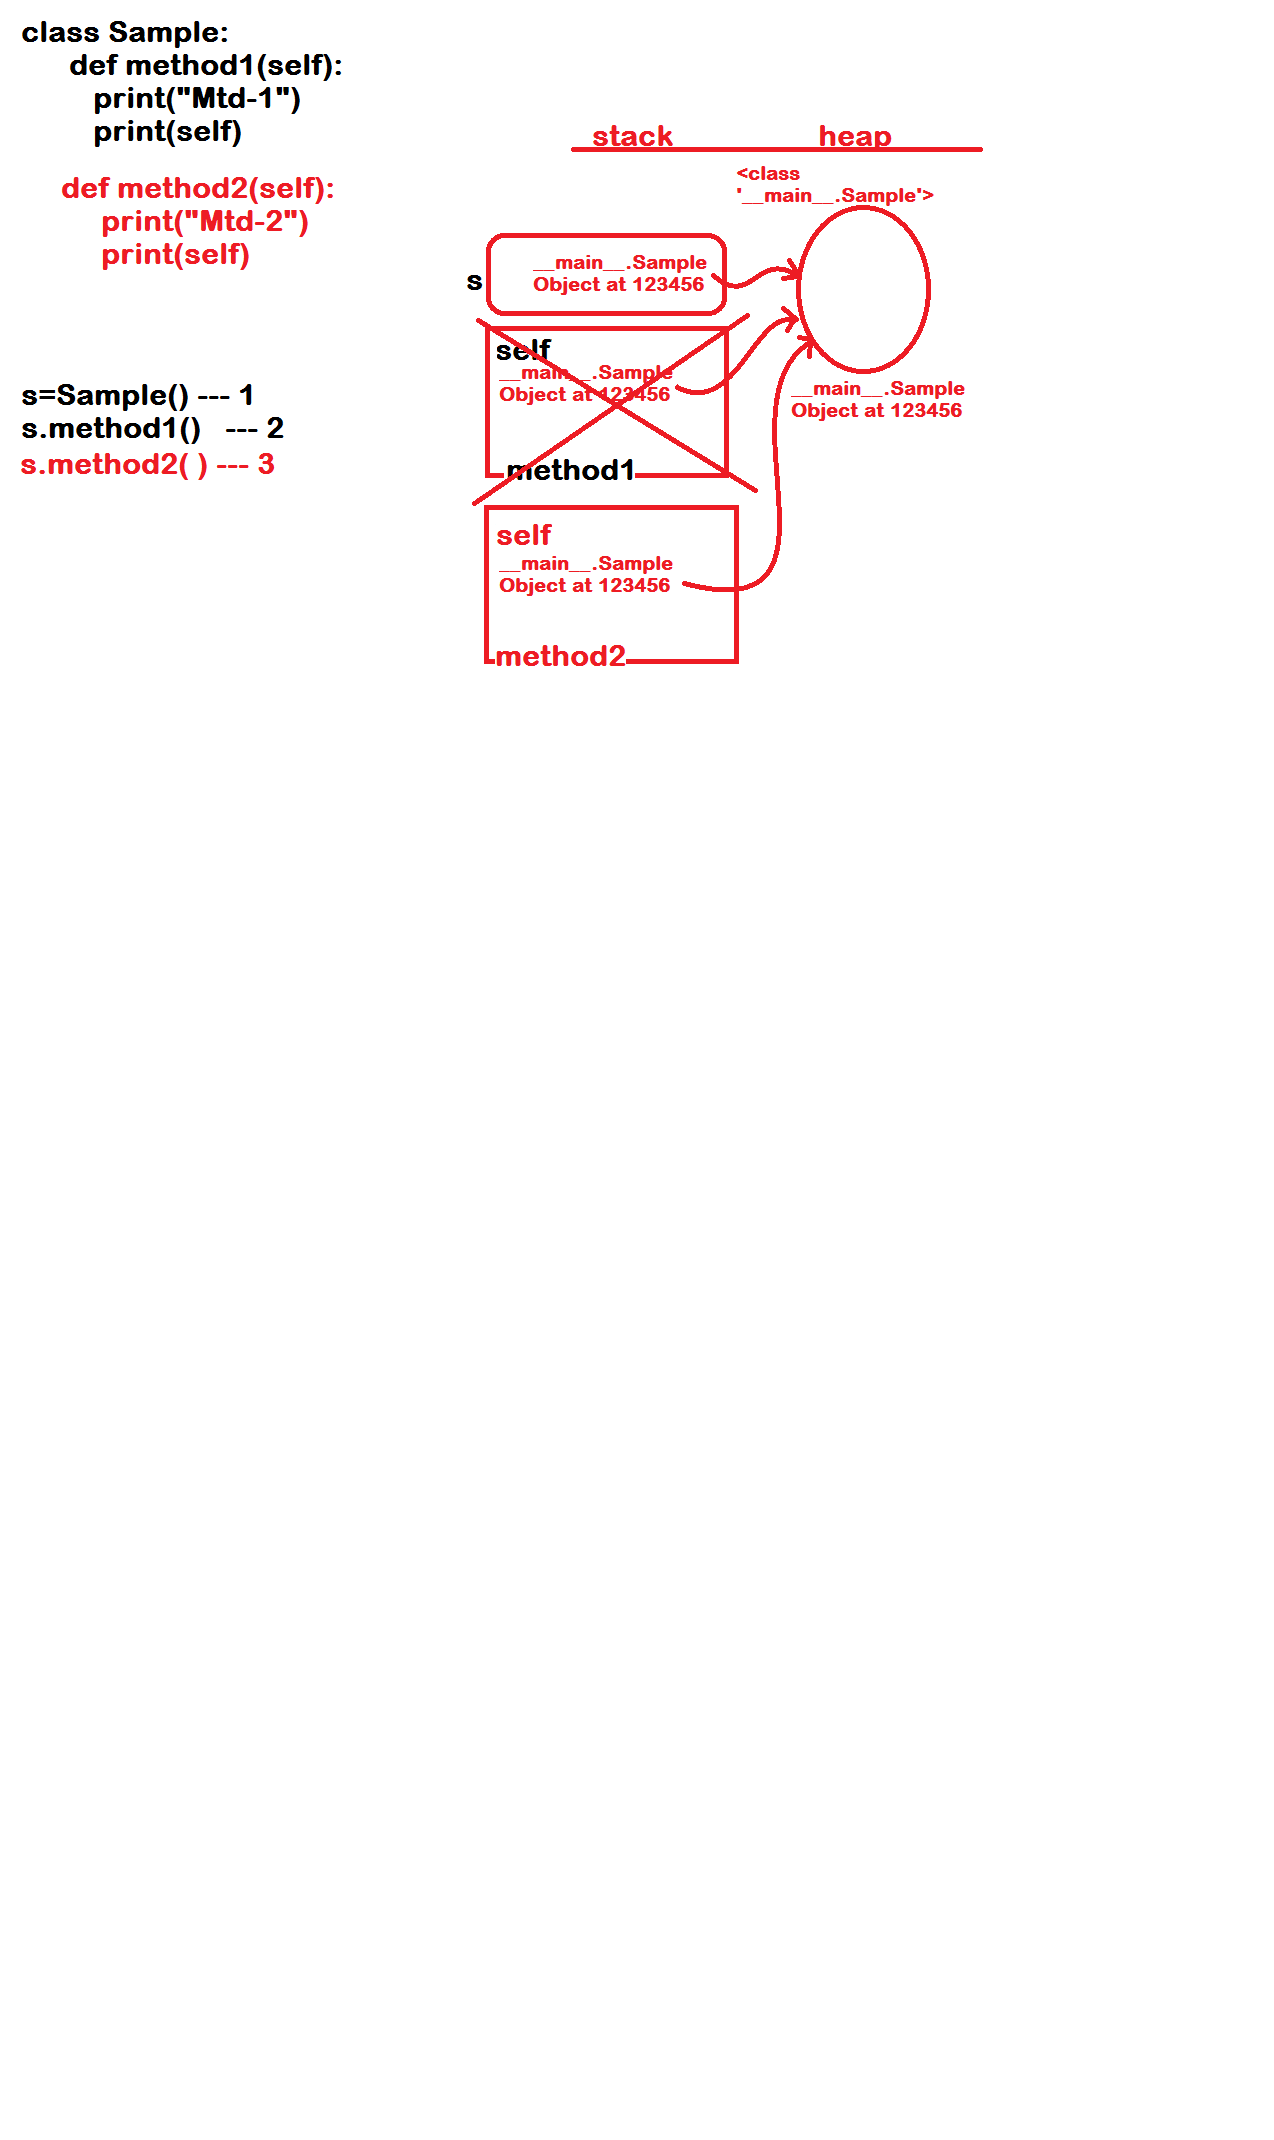 class Sample:
def method1(self):
print("Mtd-1")
print(self)
def method2(self):
print("Mtd-2")
print(self)
s=Sample() --- 1
s.method1()   --- 2
s.method2( ) --- 3
stack heap
<class
'__main__.Sample'>
s
__main__.Sample
Object at 123456
self
__main__.Sample
Object at 123456
method1
__main__.Sample
Object at 123456
self
__main__.Sample
Object at 123456
method2